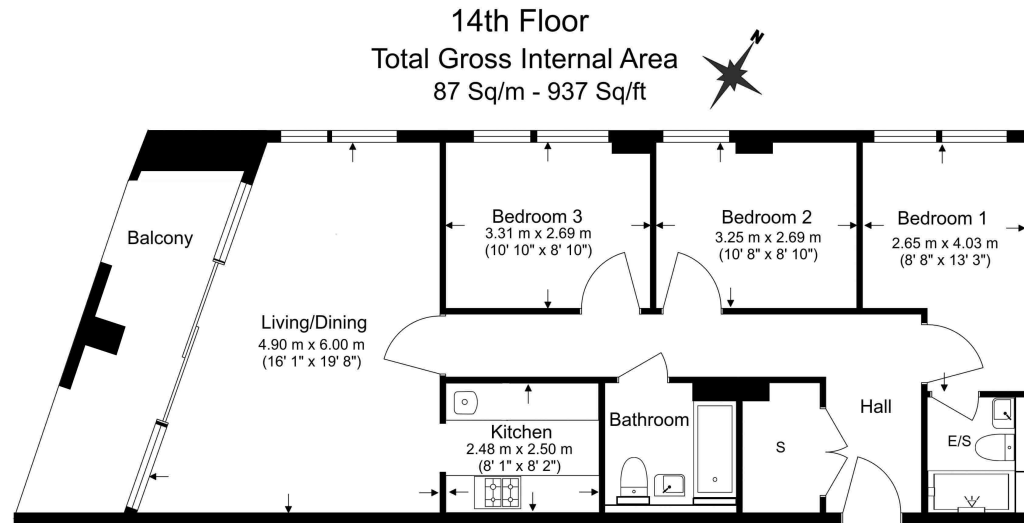 14th Floor
Total Gross Internal Area
87 Sq/m - 937 Sq/ft
N
Balcony
Bedroom 3
3.31 m x 2.69 m
(10' 10" x 8' 10")
Bedroom 2
3.25 m x 2.69 m
(10' 8" x 8' 10")
Bedroom 1
2.65 m x 4.03 m
(8' 8" x 13' 3")
Living/Dining
4.90 m x 6.00 m
(16' 1" x 19' 8")
Kitchen
2.48 m x 2.50 m
(8' 1" x 8' 2")
Bathroom
S
Hall
E/S